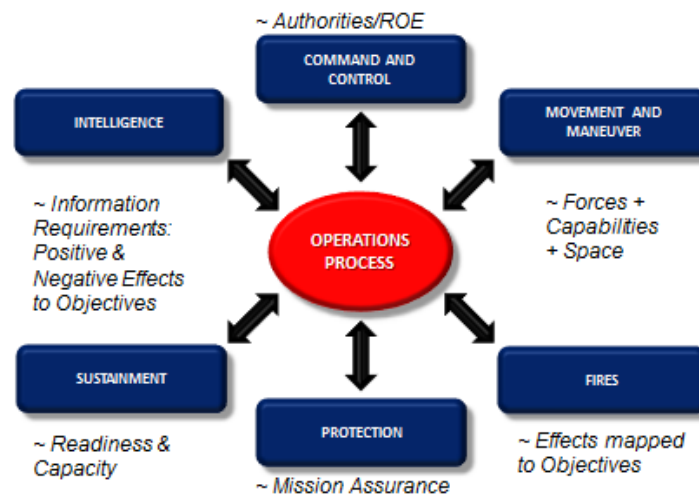 ~ Authorities/ROE
COMMAND AND
CONTROL
INTELLIGENCE
MOVEMENT AND
MANEUVER
~ Information
Requirements:
Positive &
Negative Effects
to Objectives
OPERATIONS
PROCESS
~ Forces +
Capabilities
+ Space
SUSTAINMENT
~ Readiness &
Capacity
PROTECTION
~ Mission Assurance
FIRES
~ Effects mapped
to Objectives